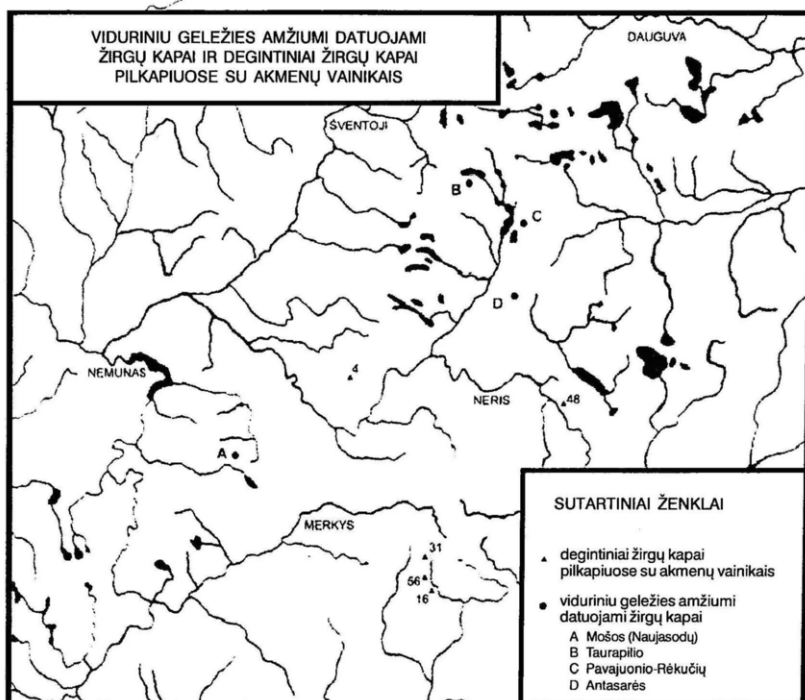 VIDURINIU GELEŽIES AMŽIUMI DATUOJAMI
ŽIRGŲ KAPAI IR DEGINTINIAI ŽIRGŲ KAPAI
PILKAPIUOSE SU AKMENŲ VAINIKAIS
DAUGUVA
ŠVENTOJI
B
C
D
4
NEMUNAS
NERIS
48
A
MERKYS
31
56
16
SUTARTINIAI ŽENKLAI
degintiniai žirgų kapai
pilkapiuose su akmenų vainikais
viduriniu geležies amžiumi
datuojami žirgų kapai
A Mošos (Naujasodų)
B Taurapilio
C Pavajuonio-Rėkučių
D Antasarės